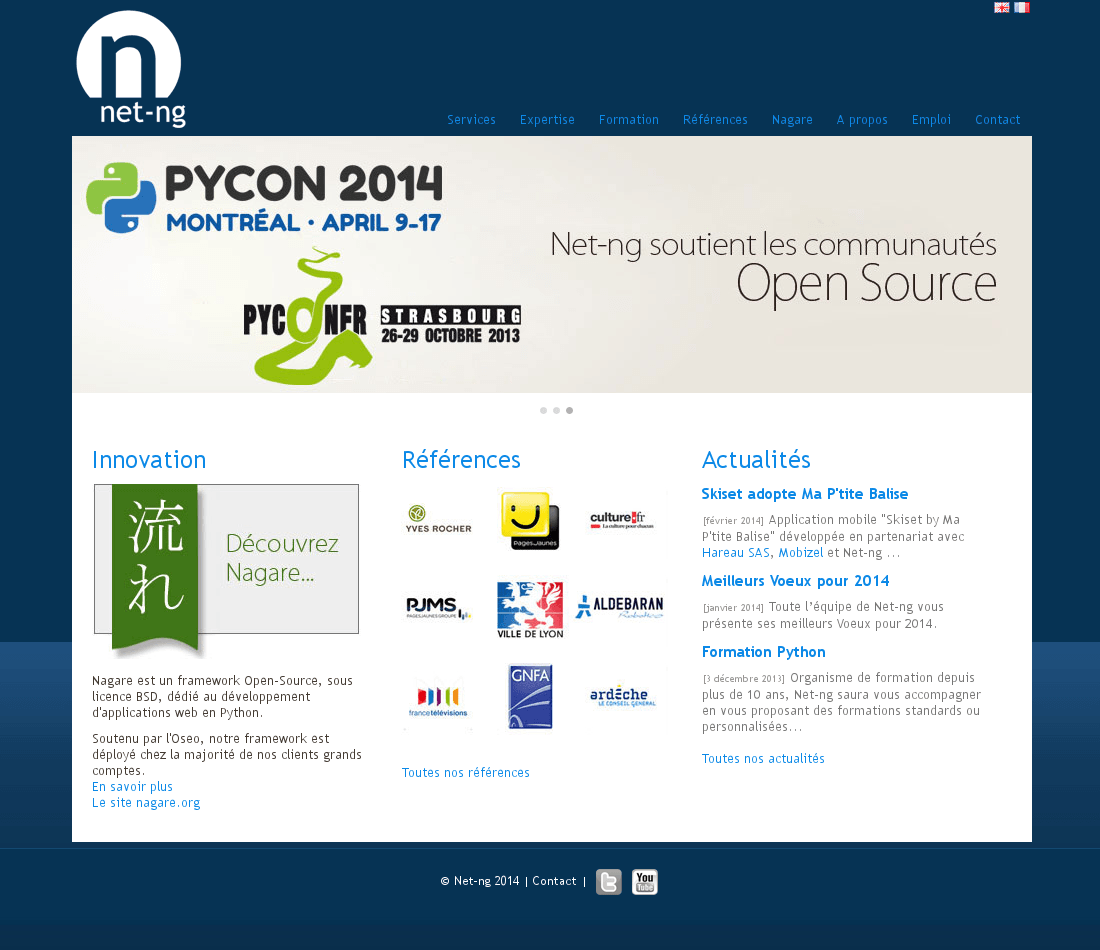 n
net-ng
Services Expertise Formation Références Nagare A propos Emploi Contact
PYCON 2014
MONTRÉAL · APRIL 9-17
Net-ng soutient les communautés
Open Source
PYCONFR STRASBOURG
26-29 OCTOBRE 2013
Innovation
流れ
Découvrez
Nagare...
Nagare est un framework Open-Source, sous
licence BSD, dédié au développement
d'applications web en Python.
Soutenu par l'Oseo, notre framework est
déployé chez la majorité de nos clients grands
comptes.
En savoir plus
Le site nagare.org
Références
YVES ROCHER
PagesJaunes
culture.fr
La culture pour chacun
PJMS
PAGESJAUNES GROUPE
VILLE DE LYON
ALDEBARAN
Robotics
francetélévisions
GNFA
ardèche
LE CONSEIL GENERAL
Toutes nos références
Actualités
Skiset adopte Ma P'tite Balise
[février 2014] Application mobile "Skiset by Ma
P'tite Balise" développée en partenariat avec
Hareau SAS, Mobizel et Net-ng ...
Meilleurs Voeux pour 2014
[janvier 2014] Toute l’équipe de Net-ng vous
présente ses meilleurs Voeux pour 2014.
Formation Python
[3 décembre 2013] Organisme de formation depuis
plus de 10 ans, Net-ng saura vous accompagner
en vous proposant des formations standards ou
personnalisées...
Toutes nos actualités
© Net-ng 2014 | Contact |
You
Tube